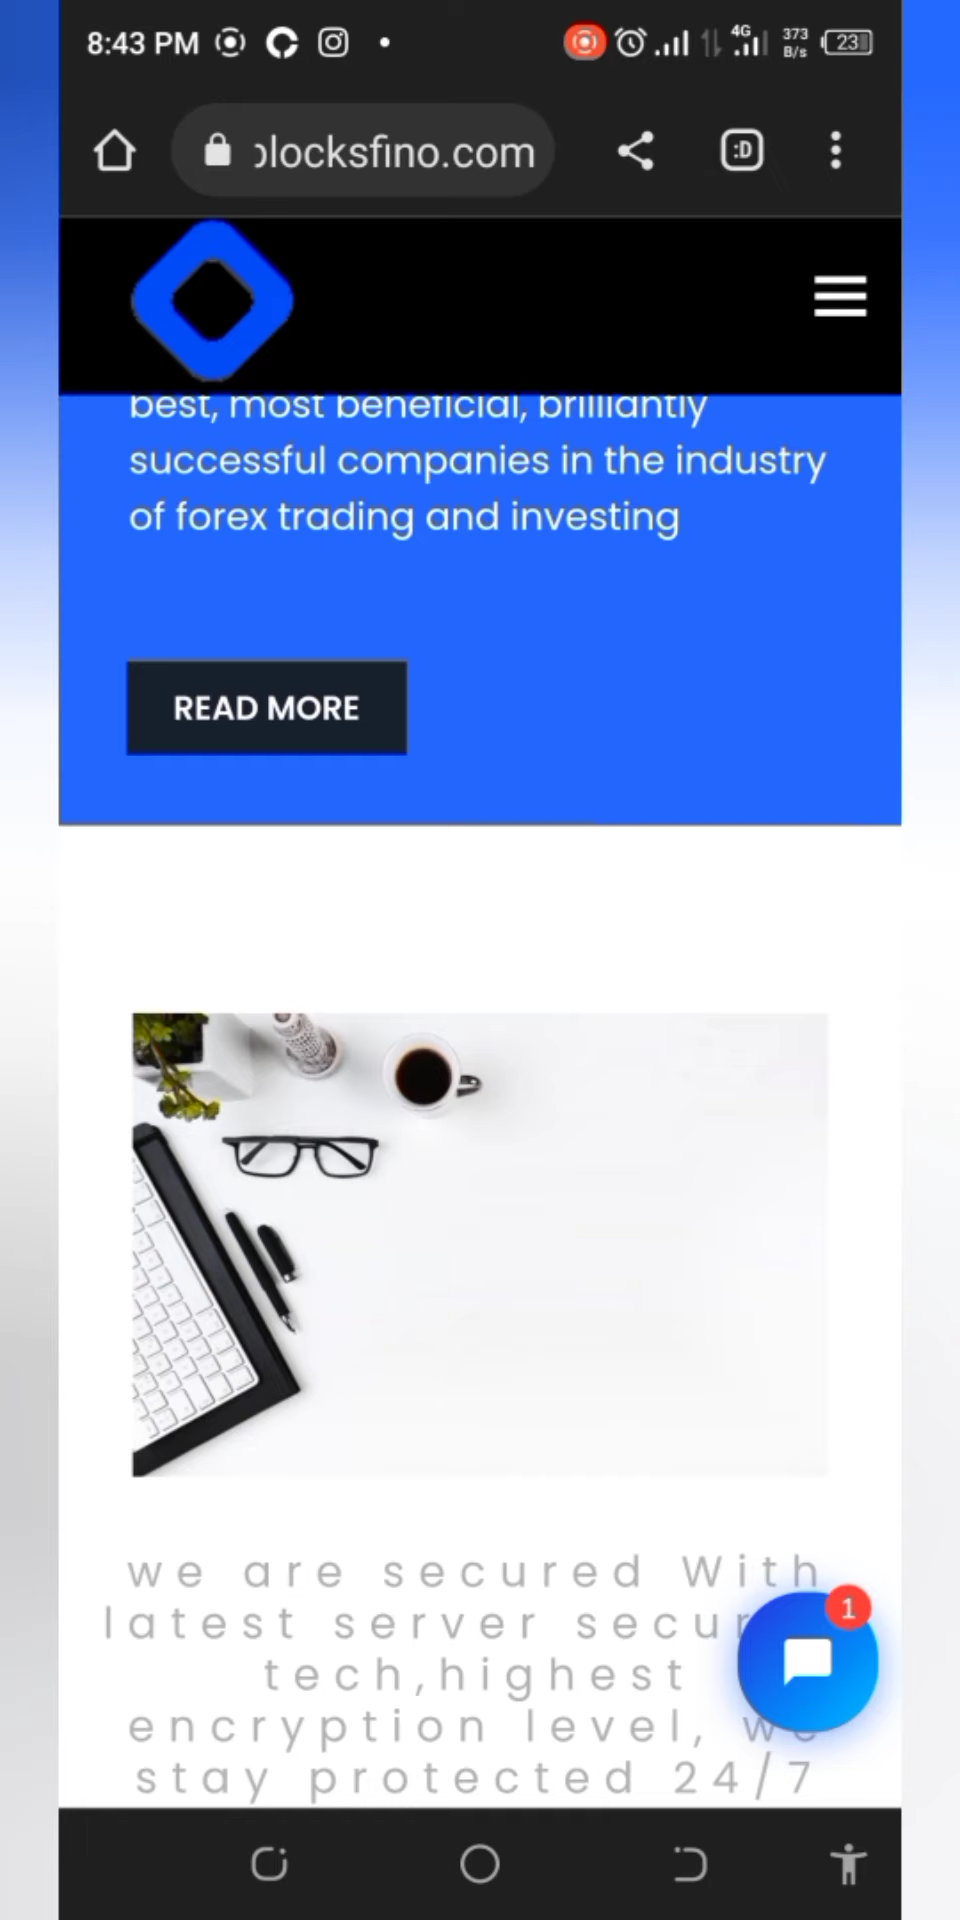 8:43 PM
4G
373
B/s
23
locksfino.com
:D
best, most beneficial, brilliantly
successful companies in the industry
of forex trading and investing
READ MORE
we are secured With
latest server secur
tech,highest
encryption level, we
stay protected 24/7
1